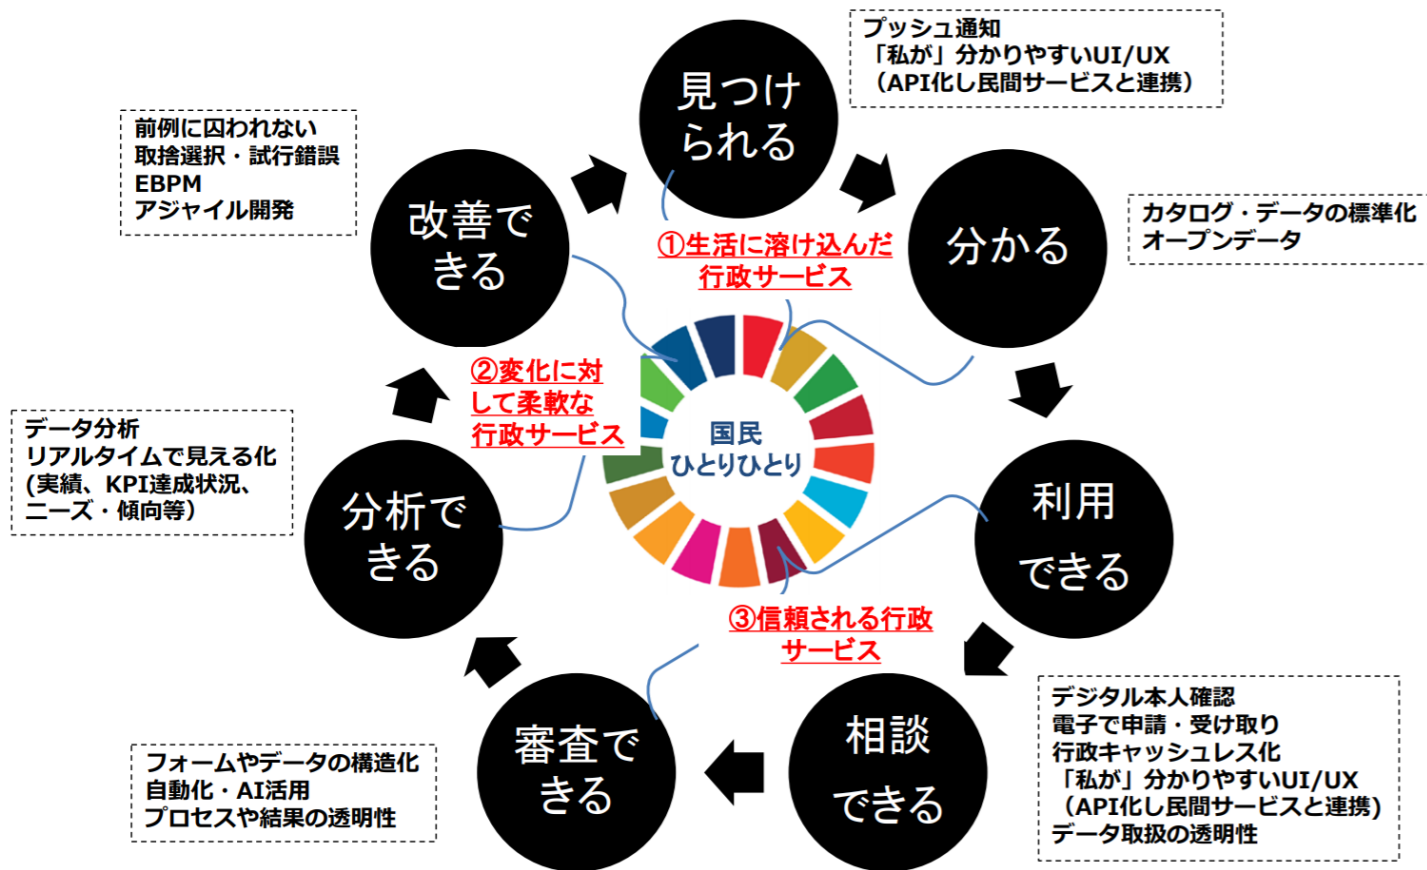 見つけ
られる
プッシュ通知
「私が」分かりやすいUI/UX
（API化し民間サービスと連携）
分かる
カタログ・データの標準化
オープンデータ
利用
できる
デジタル本人確認
電子で申請・受け取り
行政キャッシュレス化
「私が」分かりやすいUI/UX
（API化し民間サービスと連携)
データ取扱の透明性
相談
できる
審査で
きる
フォームやデータの構造化
自動化・AI活用
プロセスや結果の透明性
分析で
きる
データ分析
リアルタイムで見える化
(実績、KPI達成状況、
ニーズ・傾向等）
改善で
きる
前例に囚われない
取捨選択・試行錯誤
EBPM
アジャイル開発
①生活に溶け込んだ
行政サービス
②変化に対
して柔軟な
行政サービス
③信頼される行政
サービス
国民
ひとりひとり